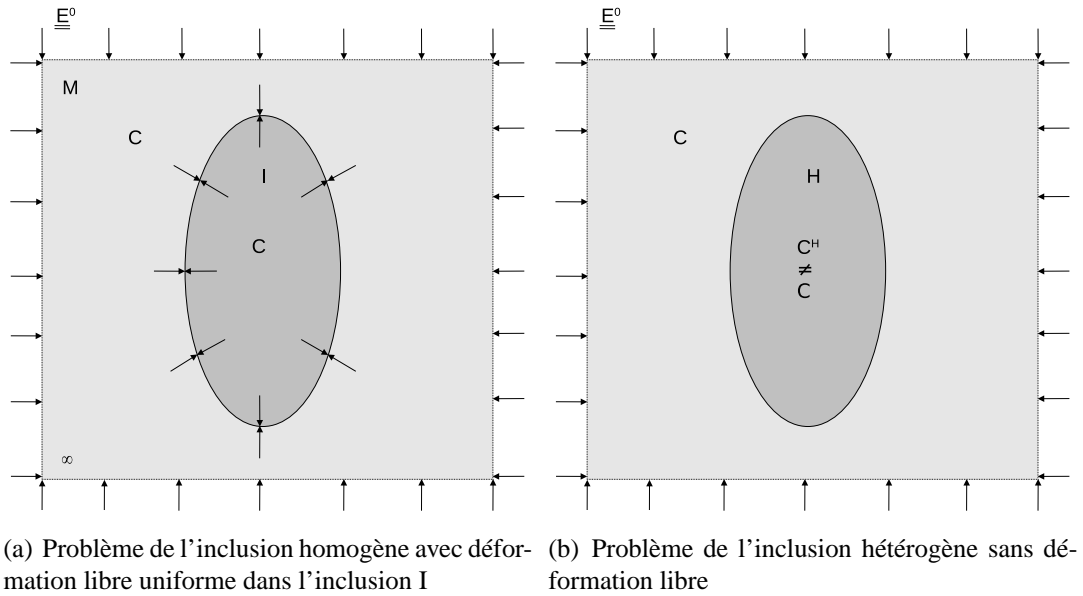 E⁰
M
C
I
C
∞
E⁰
C
H
Cᴴ
≠
C
(a) Problème de l'inclusion homogène avec défor-
mation libre uniforme dans l'inclusion I
(b) Problème de l'inclusion hétérogène sans dé-
formation libre